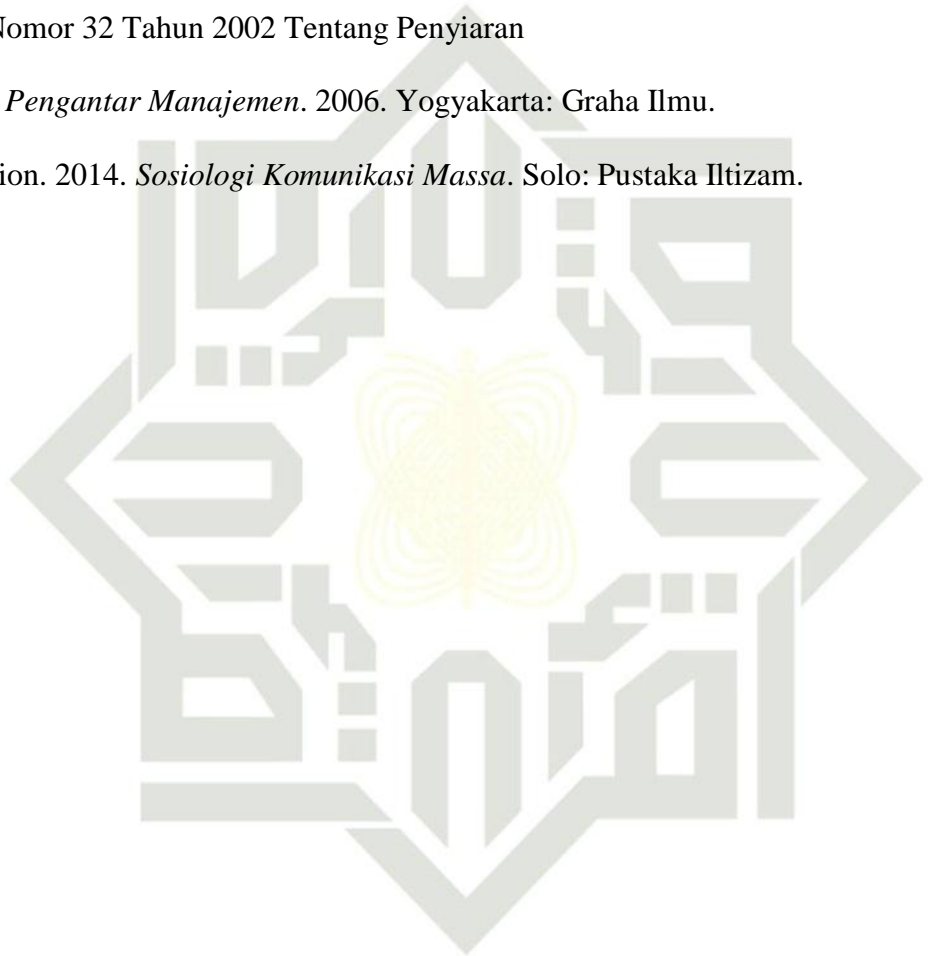 Nomor 32 Tahun 2002 Tentang Penyiaran
Pengantar Manajemen. 2006. Yogyakarta: Graha Ilmu.
ion. 2014. Sosiologi Komunikasi Massa. Solo: Pustaka Iltizam.